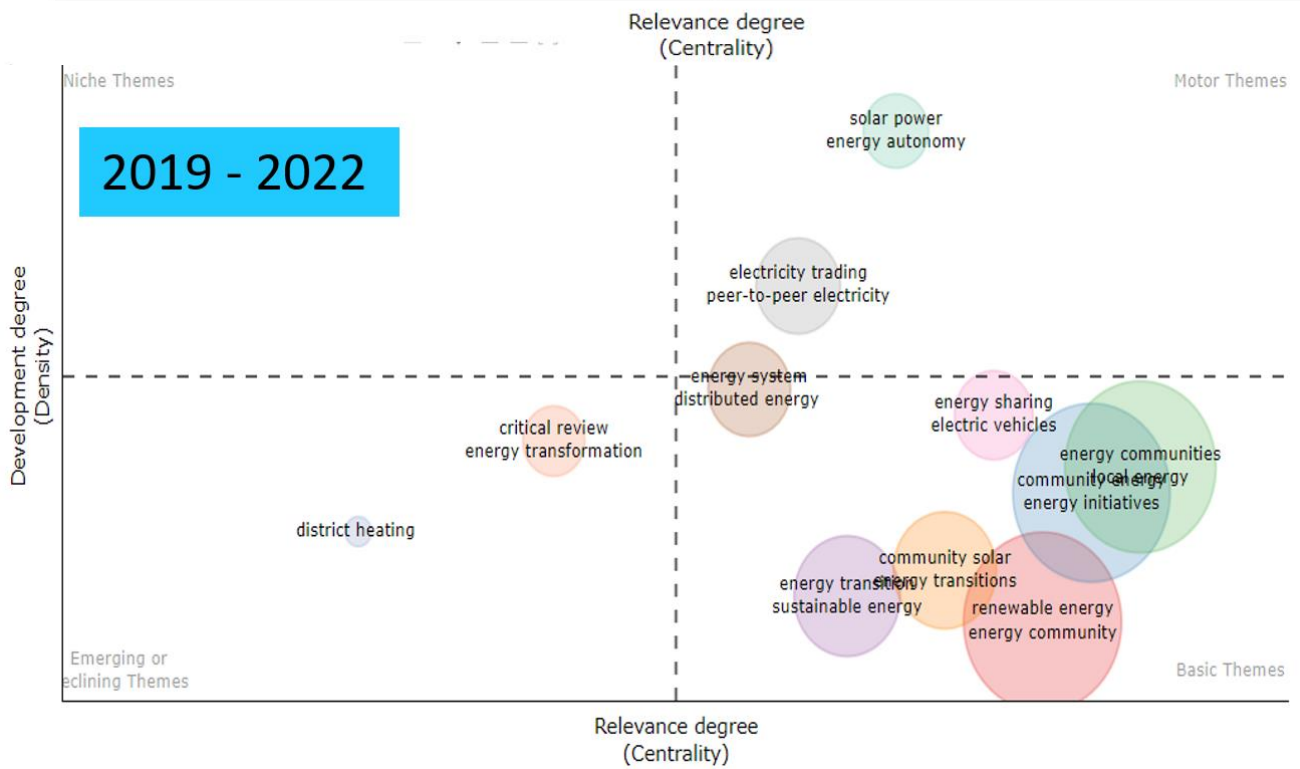 Relevance degree
(Centrality)
Niche Themes
Motor Themes
2019 - 2022
solar power
energy autonomy
electricity trading
peer-to-peer electricity
Development degree
(Density)
energy system
distributed energy
energy sharing
electric vehicles
critical review
energy transformation
energy communities
local energy
community energy
energy initiatives
district heating
community solar
energy transitions
energy transition
sustainable energy
renewable energy
energy community
Emerging or
eclining Themes
Basic Themes
Relevance degree
(Centrality)